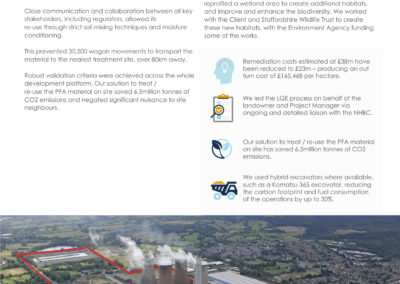 Close communication and collaboration between all key
stakeholders, including regulators, allowed its
re-use through strict soil mixing techniques and moisture
conditioning.
This prevented 30,500 wagon movements to transport the
material to the nearest treatment site, over 80km away.
Robust validation criteria were achieved across the whole
development platform. Our solution to treat /
re-use the PFA material on site saved 6.5million tonnes of
CO2 emissions and negated significant nuisance to site
neighbours.
reprofiled a wetland area to create additional habitats,
and improve and enhance the biodiversity. We worked
with the Client and Staffordshire Wildlife Trust to create
these new habitats, with the Environment Agency funding
some of the works.
Remediation costs estimated at £38m have
been reduced to £23m – producing an out
turn cost of £165,468 per hectare.
We led the LQE process on behalf of the
landowner and Project Manager via
ongoing and detailed liaison with the NHBC.
Our solution to treat / re-use the PFA material
on site has saved 6.5million tonnes of CO2
emissions.
We used hybrid excavators where available,
such as a Komatsu 365 excavator, reducing
the carbon footprint and fuel consumption
of the operations by up to 30%.